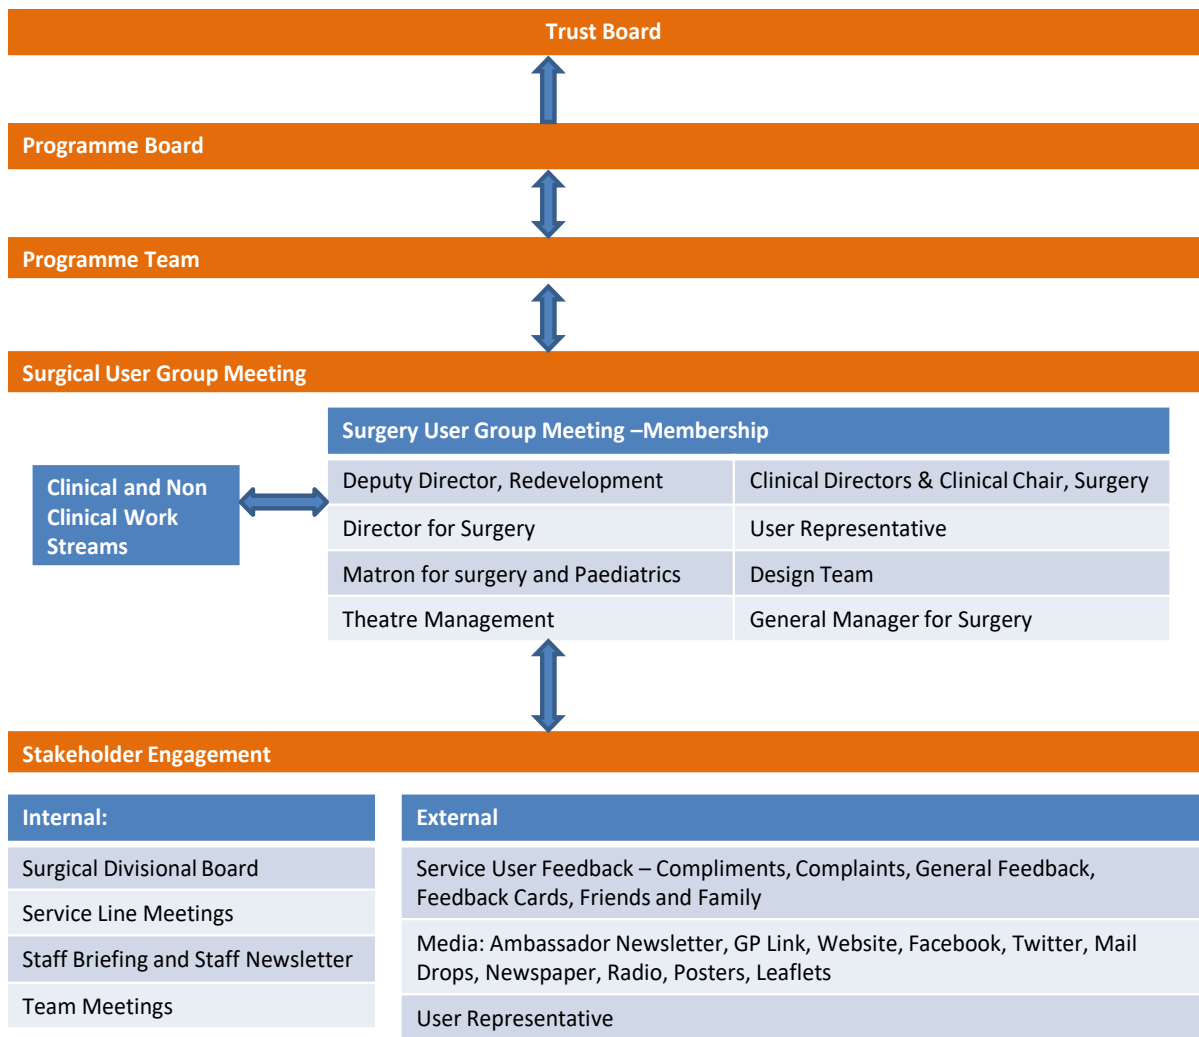 Trust Board
Programme Board
Programme Team
Surgical User Group Meeting
Surgery User Group Meeting –Membership
Clinical and Non
Clinical Work
Streams
Deputy Director, Redevelopment
Clinical Directors & Clinical Chair, Surgery
Director for Surgery
User Representative
Matron for surgery and Paediatrics
Design Team
Theatre Management
General Manager for Surgery
Stakeholder Engagement
Internal:
Surgical Divisional Board
Service Line Meetings
Staff Briefing and Staff Newsletter
Team Meetings
External
Service User Feedback – Compliments, Complaints, General Feedback,
Feedback Cards, Friends and Family
Media: Ambassador Newsletter, GP Link, Website, Facebook, Twitter, Mail
Drops, Newspaper, Radio, Posters, Leaflets
User Representative